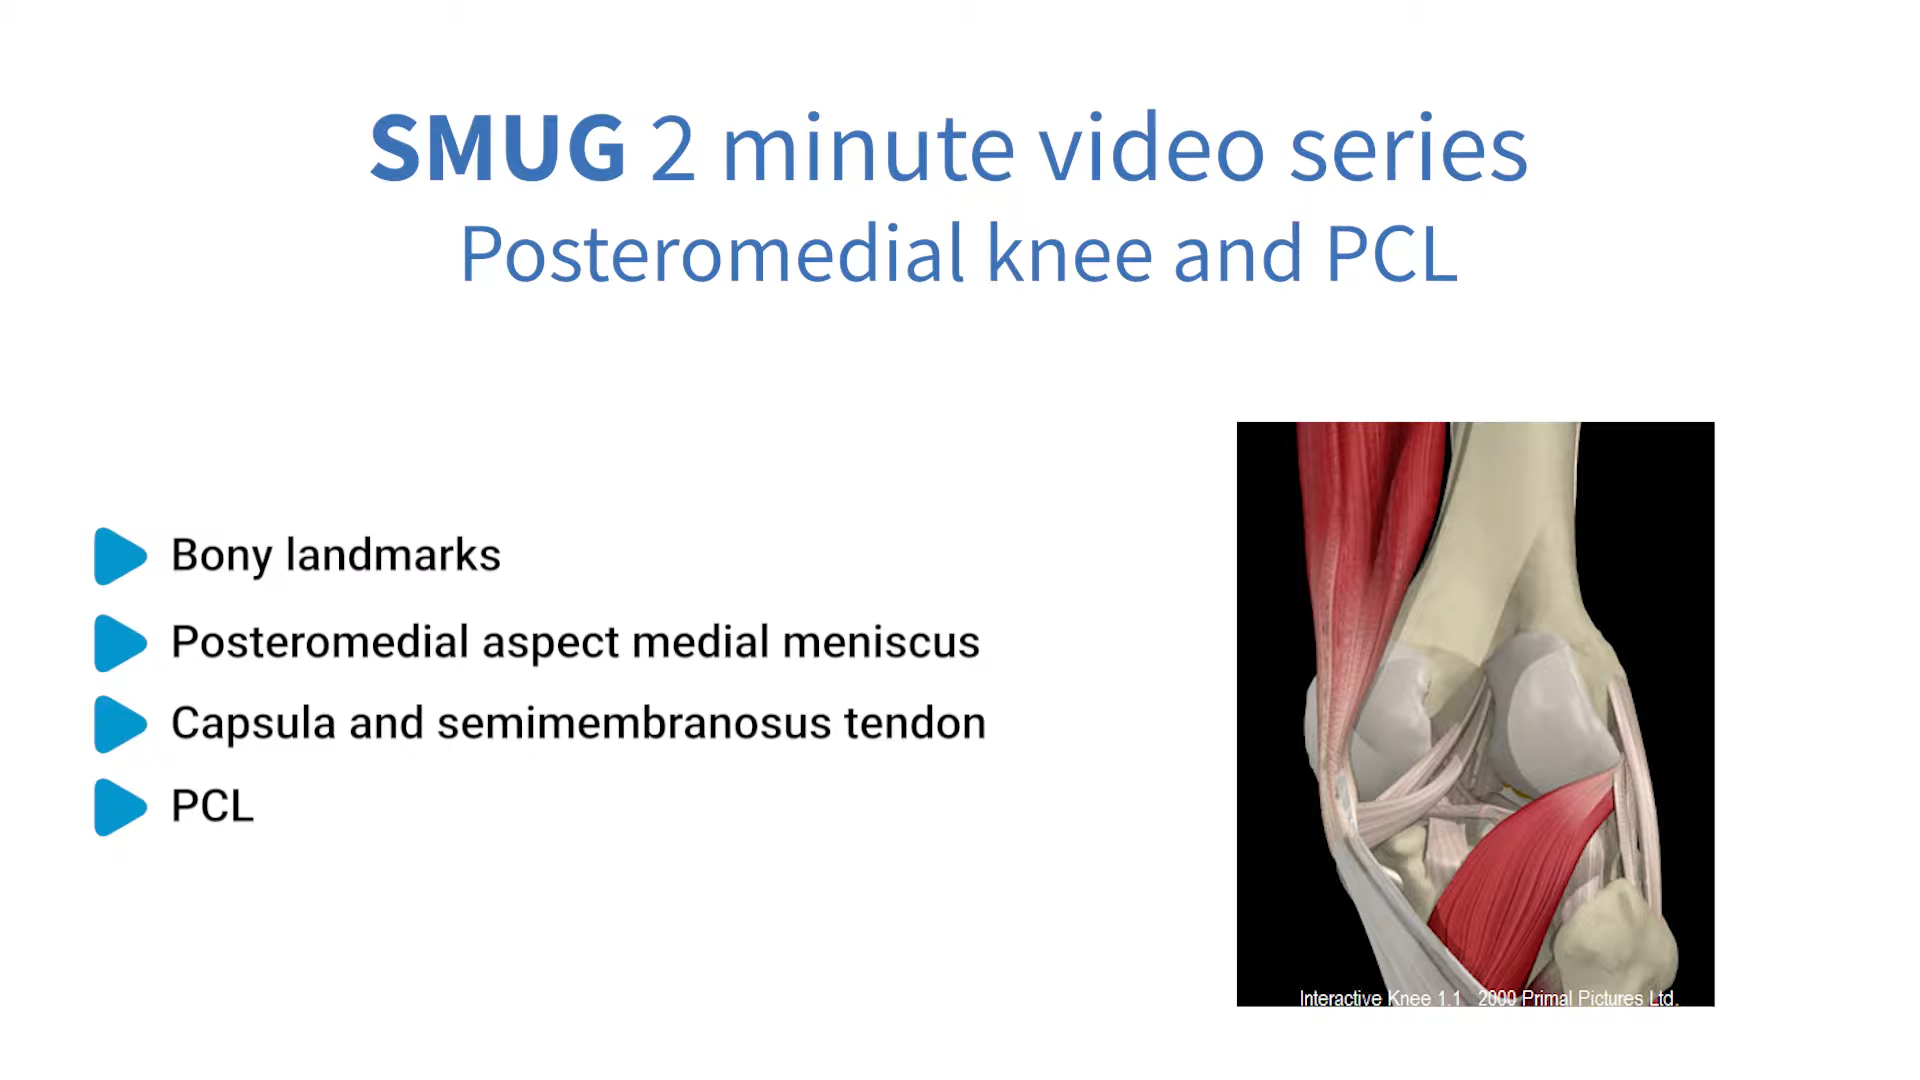 SMUG 2 minute video series
Posteromedial knee and PCL
Bony landmarks
Posteromedial aspect medial meniscus
Capsula and semimembranosus tendon
PCL
Interactive Knee 1.1 2000 Primal Pictures Ltd.